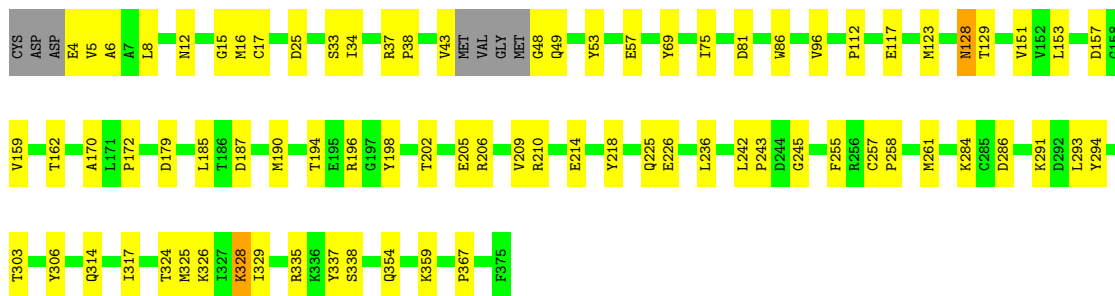 CYS ASP ASP E4 V5 A6 A7 L8 N12 G15 M16 C17 D25 S33 I34 R37 P38 V43 MET VAL GLY MET G48 Q49 Y53 E57 Y69 I75 D81 W86 V96 P112 E117 M123 N128 T129 V151 V152 L153 D157 G158
V159 T162 A170 L171 P172 D179 L185 T186 D187 M190 T194 E195 R196 G197 Y198 T202 E205 R206 V209 R210 E214 Y218 Q225 E226 L236 L242 P243 D244 G245 F255 R256 C257 P258 M261 K284 C285 D286 K291 D292 L293 Y294
T303 Y306 Q314 I317 T324 M325 K326 I327 K328 I329 R335 K336 Y337 S338 Q354 K359 P367 F375